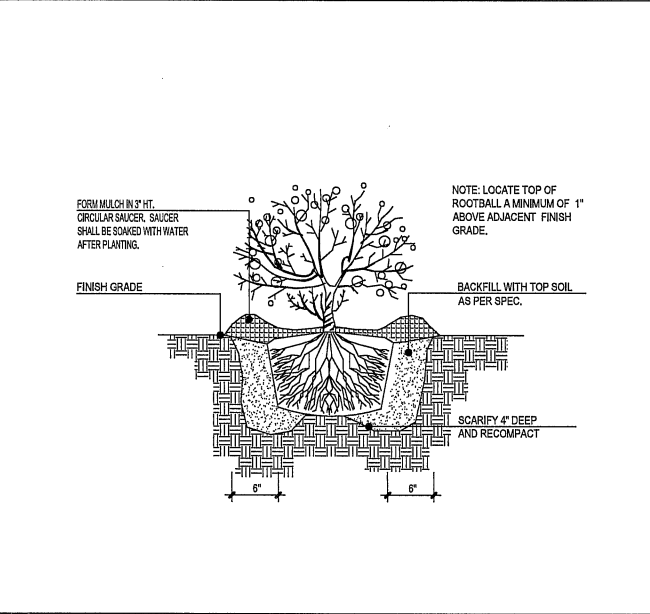 FORM MULCH IN 3" HT.
CIRCULAR SAUCER. SAUCER
SHALL BE SOAKED WITH WATER
AFTER PLANTING.
NOTE: LOCATE TOP OF
ROOTBALL A MINIMUM OF 1"
ABOVE ADJACENT FINISH
GRADE.
FINISH GRADE
BACKFILL WITH TOP SOIL
AS PER SPEC.
SCARIFY 4" DEEP
AND RECOMPACT
6"
6"